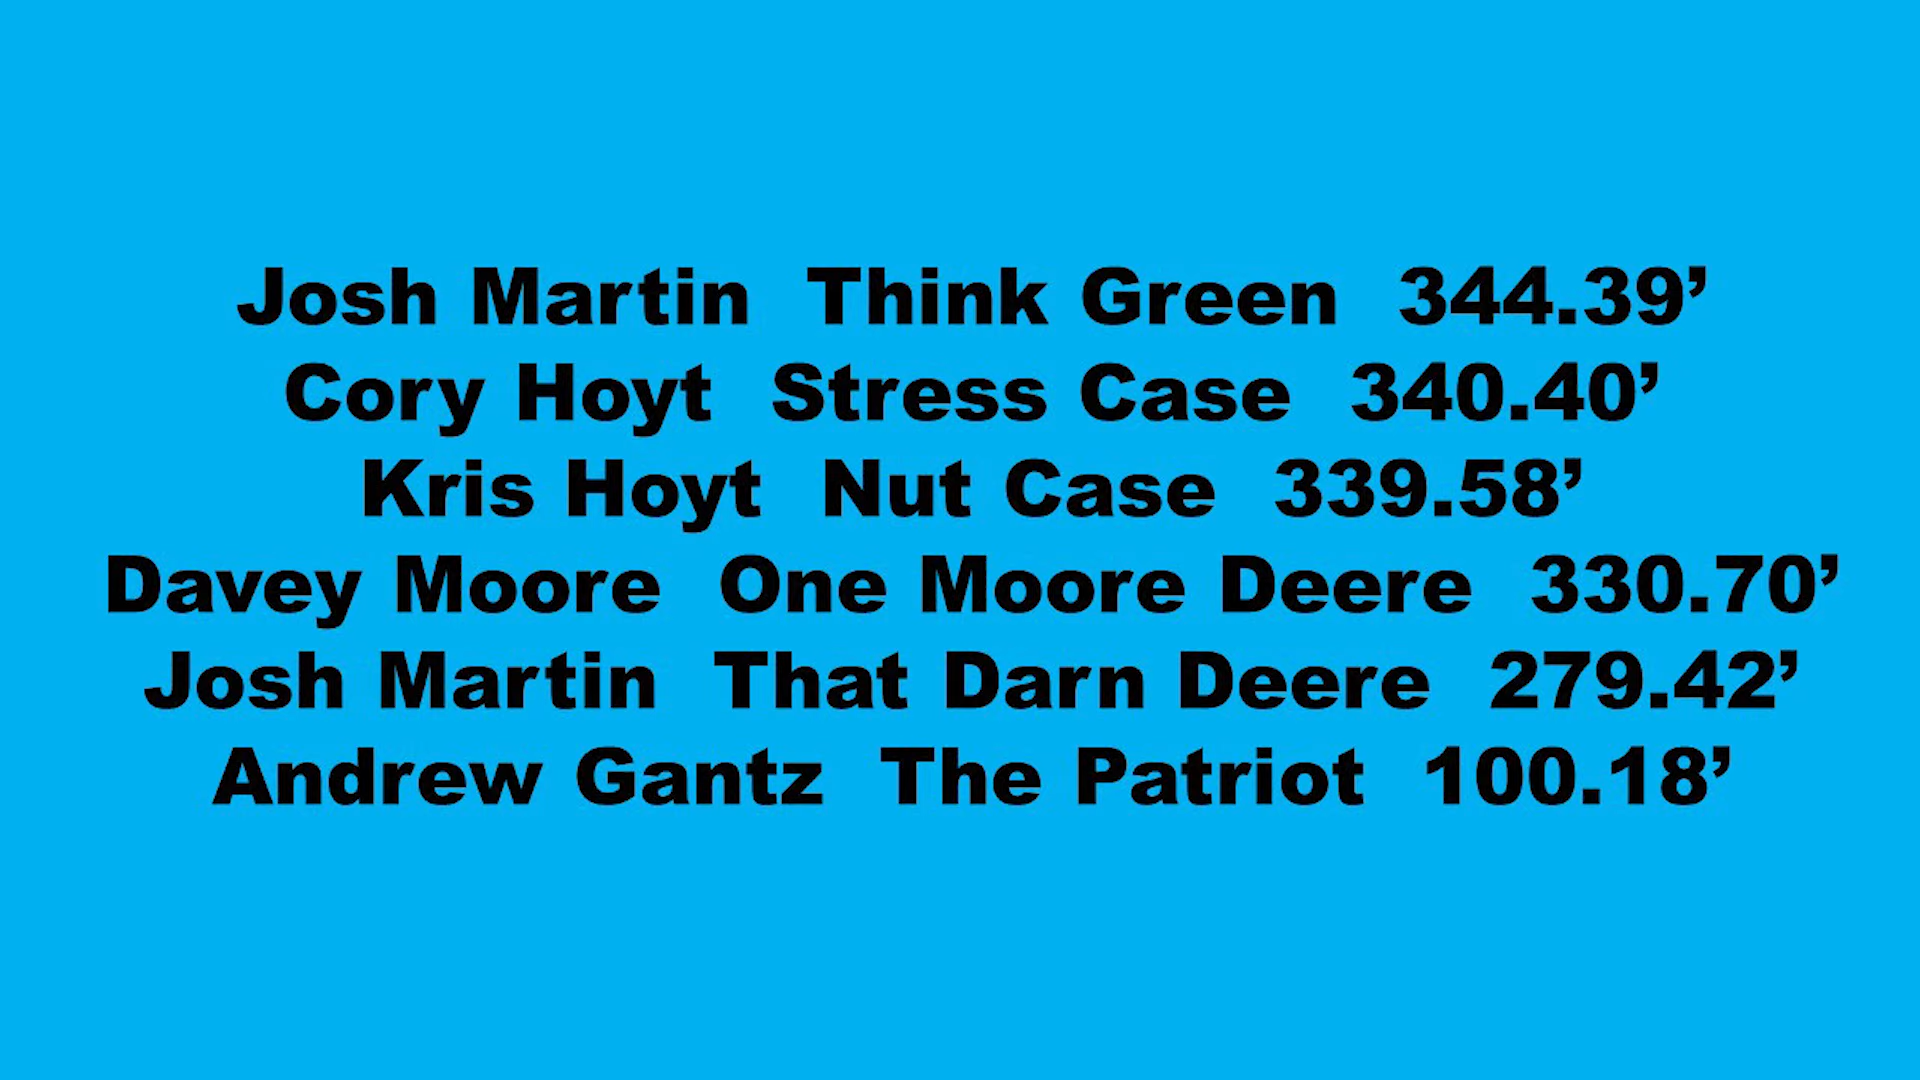 Josh Martin  Think Green  344.39’
Cory Hoyt  Stress Case  340.40’
Kris Hoyt  Nut Case  339.58’
Davey Moore  One Moore Deere  330.70’
Josh Martin  That Darn Deere  279.42’
Andrew Gantz  The Patriot  100.18’